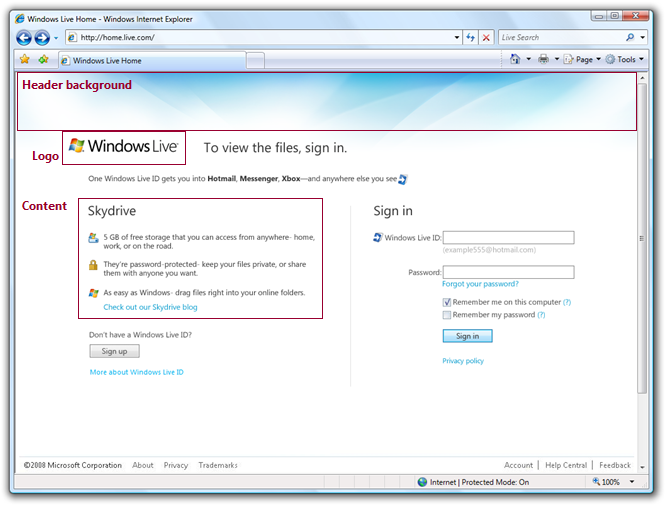 Windows Live Home - Windows Internet Explorer
http://home.live.com/
Live Search
Windows Live Home
Page
Tools
Header background
Logo
Windows Live
To view the files, sign in.
One Windows Live ID gets you into Hotmail, Messenger, Xbox—and anywhere else you see
Content
Skydrive
5 GB of free storage that you can access from anywhere- home,
work, or on the road.
They're password-protected- keep your files private, or share
them with anyone you want.
As easy as Windows- drag files right into your online folders.
Check out our Skydrive blog
Don't have a Windows Live ID?
Sign up
More about Windows Live ID
Sign in
Windows Live ID:
(example555@hotmail.com)
Password:
Forgot your password?
Remember me on this computer (?)
Remember my password (?)
Sign in
Privacy policy
©2008 Microsoft Corporation About Privacy Trademarks
Account | Help Central | Feedback
Internet | Protected Mode: On
100%